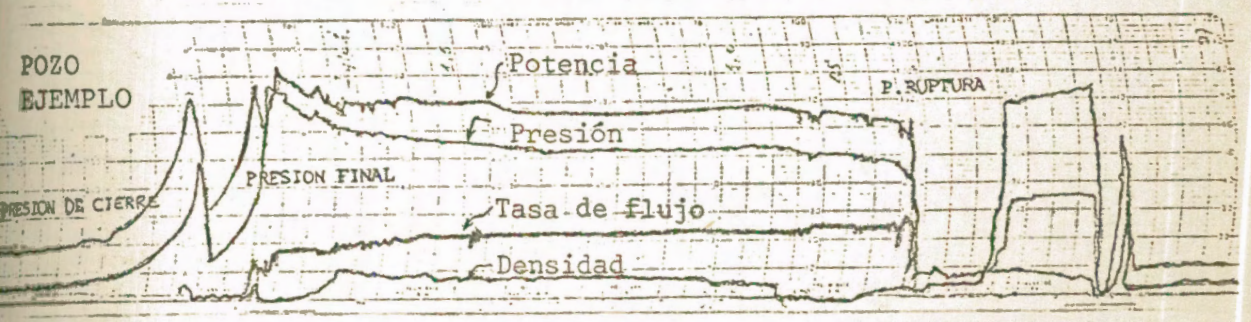 POZO
EJEMPLO
Potencia
P. RUPTURA
Presión
PRESION FINAL
PRESION DE CIERRE
Tasa de flujo
Densidad